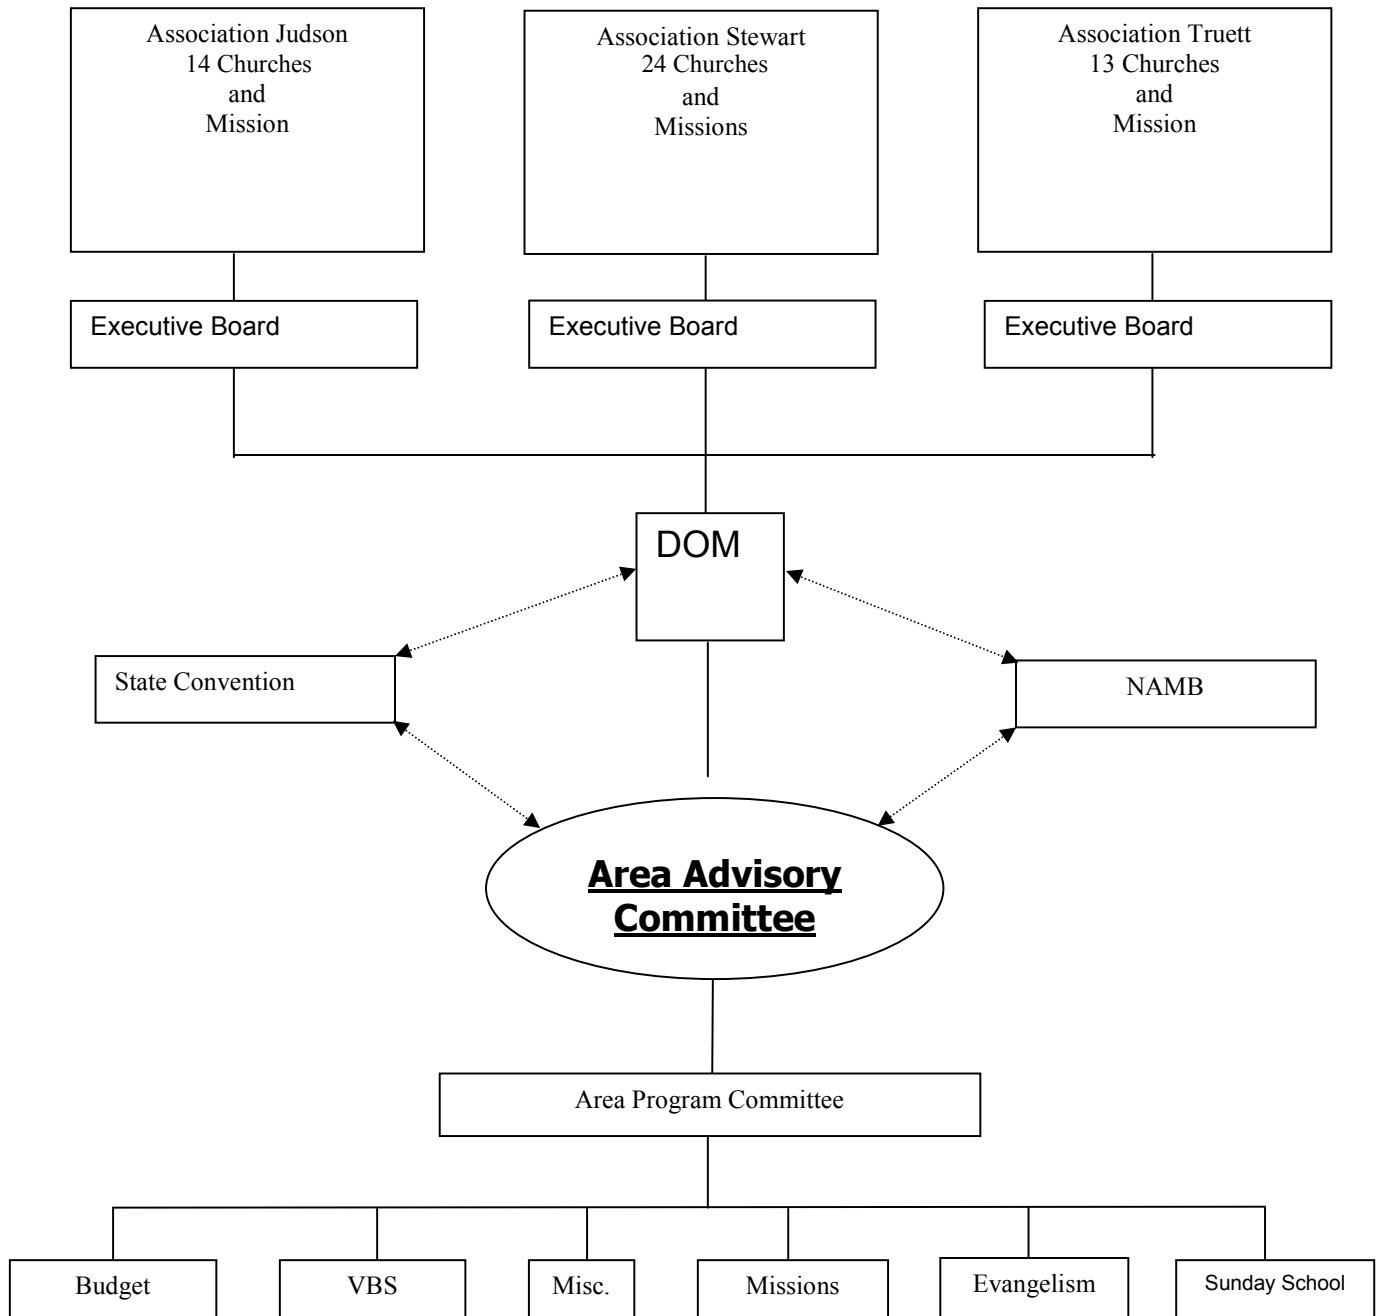 Association Judson
14 Churches
and
Mission
Association Stewart
24 Churches
and
Missions
Association Truett
13 Churches
and
Mission
Executive Board
Executive Board
Executive Board
DOM
State Convention
NAMB
Area Advisory
Committee
Area Program Committee
Budget
VBS
Misc.
Missions
Evangelism
Sunday School